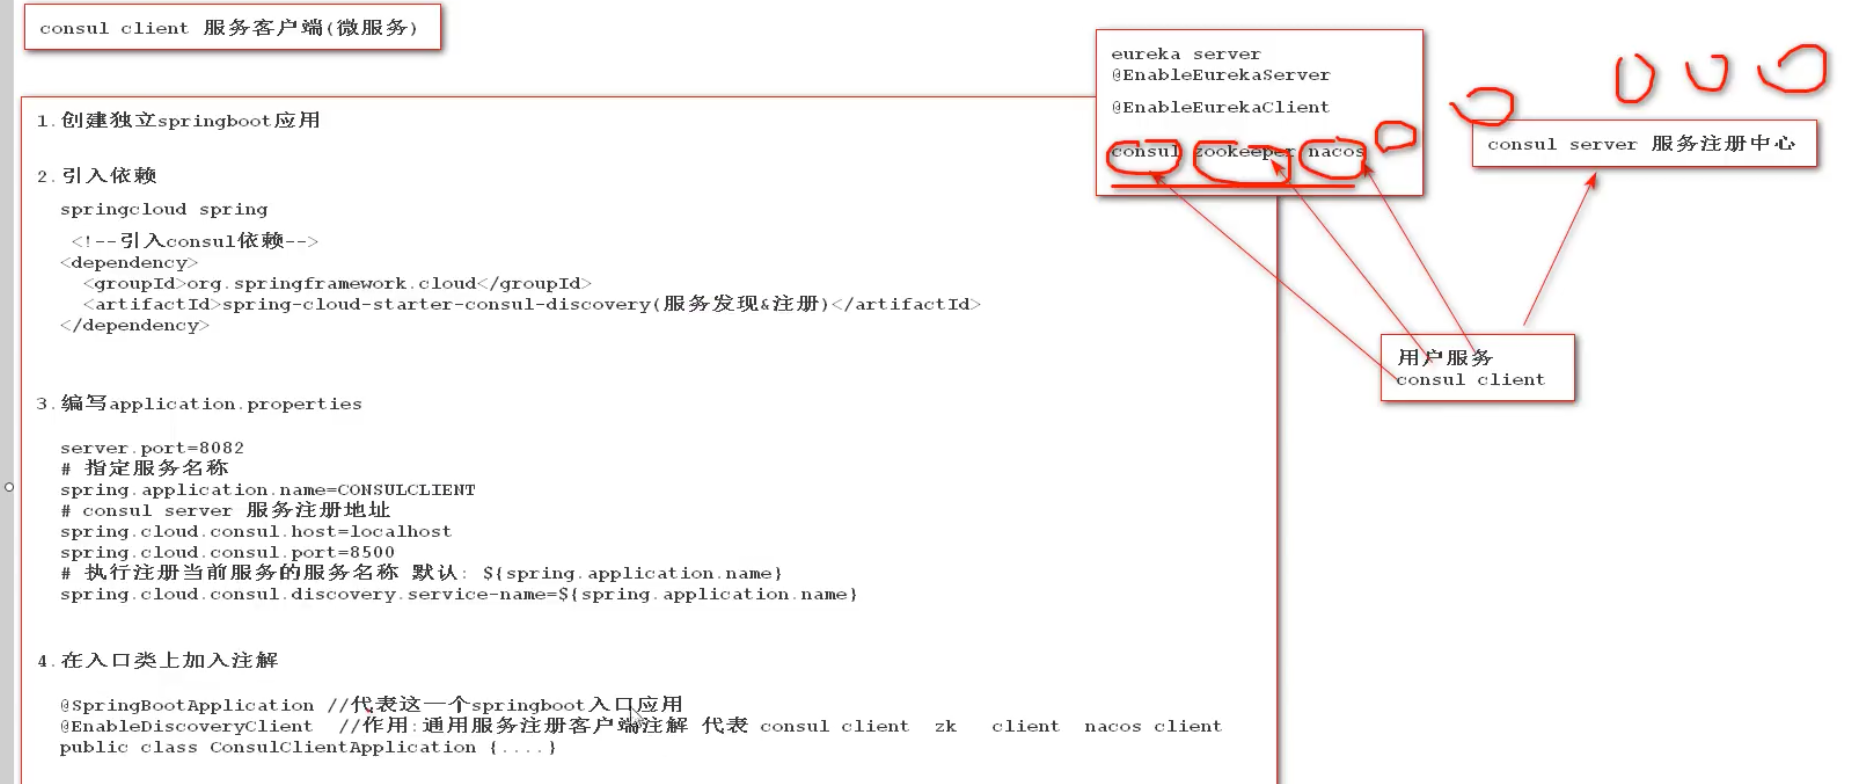 consul client 服务客户端(微服务)
eureka server
@EnableEurekaServer
@EnableEurekaClient
consul zookeeper nacos
consul server 服务注册中心
用户服务
consul client
1.创建独立springboot应用
2.引入依赖
springcloud spring
<!--引入consul依赖-->
<dependency>
<groupId>org.springframework.cloud</groupId>
<artifactId>spring-cloud-starter-consul-discovery(服务发现&注册)</artifactId>
</dependency>
3.编写application.properties
server.port=8082
# 指定服务名称
spring.application.name=CONSULCLIENT
# consul server 服务注册地址
spring.cloud.consul.host=localhost
spring.cloud.consul.port=8500
# 执行注册当前服务的服务名称 默认: ${spring.application.name}
spring.cloud.consul.discovery.service-name=${spring.application.name}
4.在入口类上加入注解
@SpringBootApplication //代表这一个springboot入口应用
@EnableDiscoveryClient //作用:通用服务注册客户端注解 代表 consul client zk client nacos client
public class ConsulClientApplication {....}